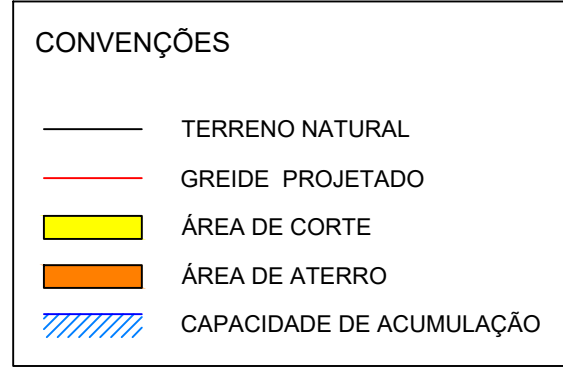 CONVENÇÕES
TERRENO NATURAL
GREIDE PROJETADO
ÁREA DE CORTE
ÁREA DE ATERRO
CAPACIDADE DE ACUMULAÇÃO